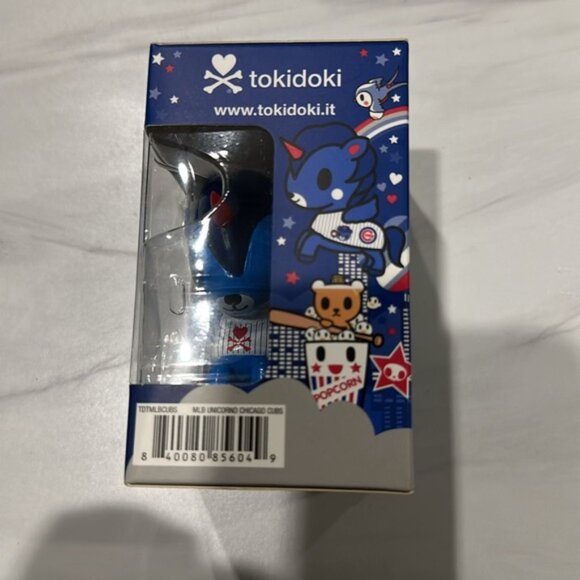 tokidoki
www.tokidoki.it
POPCORN
TDTMLBCUBS MLB UNICORNO CHICAGO CUBS
8 40080 85604 9